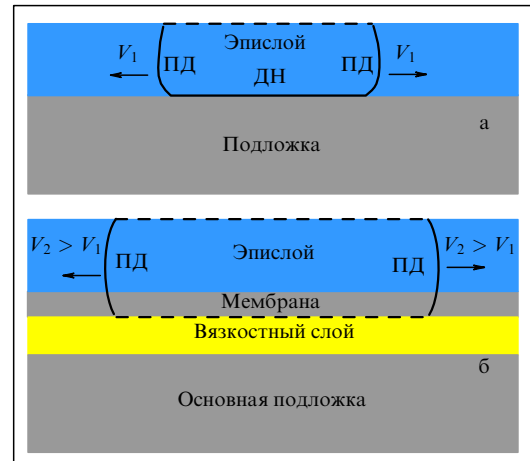 Эпислой
V₁ ПД ПД V₁
ДН
а
Подложка
V₂ > V₁ V₂ > V₁
ПД Эпислой ПД
Мембрана
Вязкостный слой
б
Основная подложка